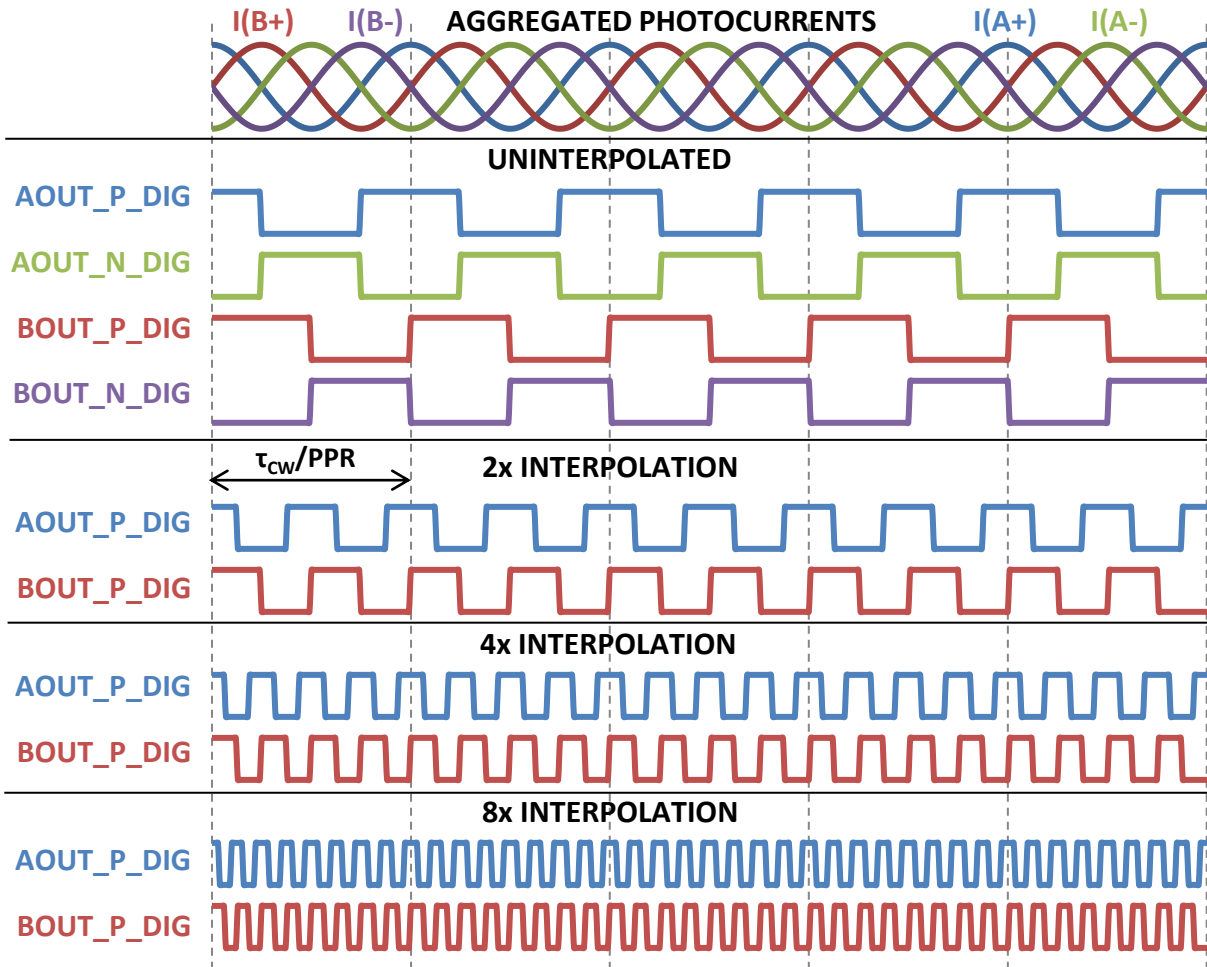 I(B+) I(B-) AGGREGATED PHOTOCURRENTS I(A+) I(A-)
UNINTERPOLATED
AOUT_P_DIG
AOUT_N_DIG
BOUT_P_DIG
BOUT_N_DIG
τCW/PPR 2x INTERPOLATION
AOUT_P_DIG
BOUT_P_DIG
4x INTERPOLATION
AOUT_P_DIG
BOUT_P_DIG
8x INTERPOLATION
AOUT_P_DIG
BOUT_P_DIG